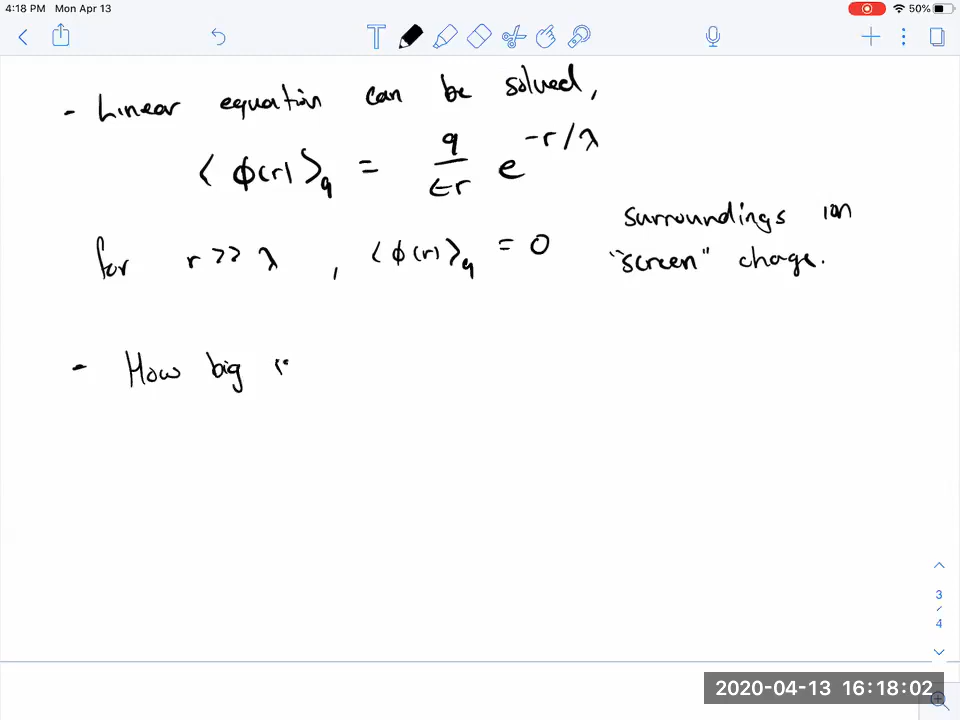 4:18 PM Mon Apr 13
50%
- Linear equation can be solved,
⟨ϕ(r)⟩q = q/ϵr e^-r/λ
surroundings ion
for r >> λ, ⟨ϕ(r)⟩q = 0 "screen" charge.
- How big is
3
/
4
2020-04-13 16:18:02